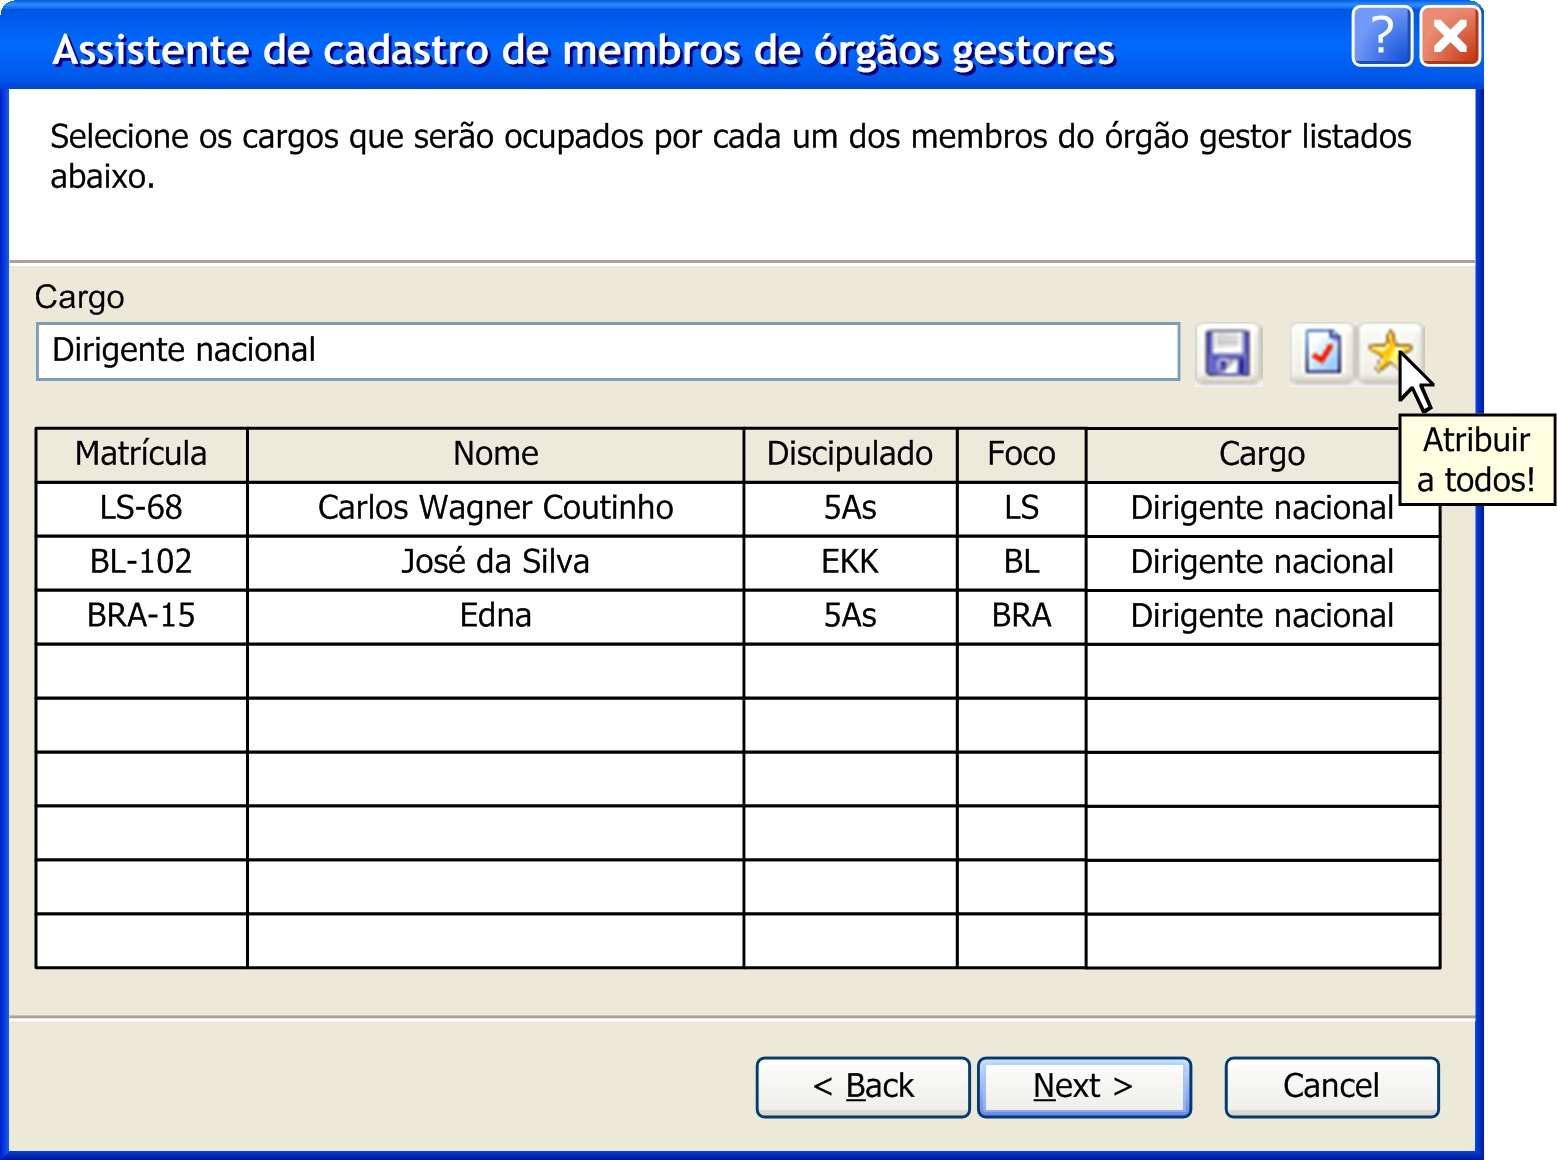 Assistente de cadastro de membros de órgãos gestores
?
Selecione os cargos que serão ocupados por cada um dos membros do órgão gestor listados
abaixo.
Cargo
Dirigente nacional
Atribuir
a todos!
Matrícula Nome Discipulado Foco Cargo
LS-68 Carlos Wagner Coutinho 5As LS Dirigente nacional
BL-102 José da Silva EKK BL Dirigente nacional
BRA-15 Edna 5As BRA Dirigente nacional
< Back Next > Cancel